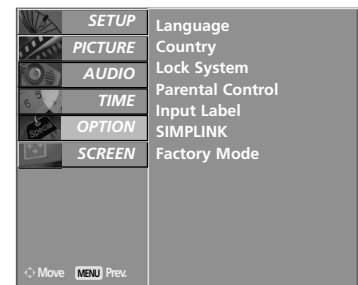 SETUP
PICTURE
AUDIO
TIME
OPTION
SCREEN
Move MENU Prev.
Language
Country
Lock System
Parental Control
Input Label
SIMPLINK
Factory Mode